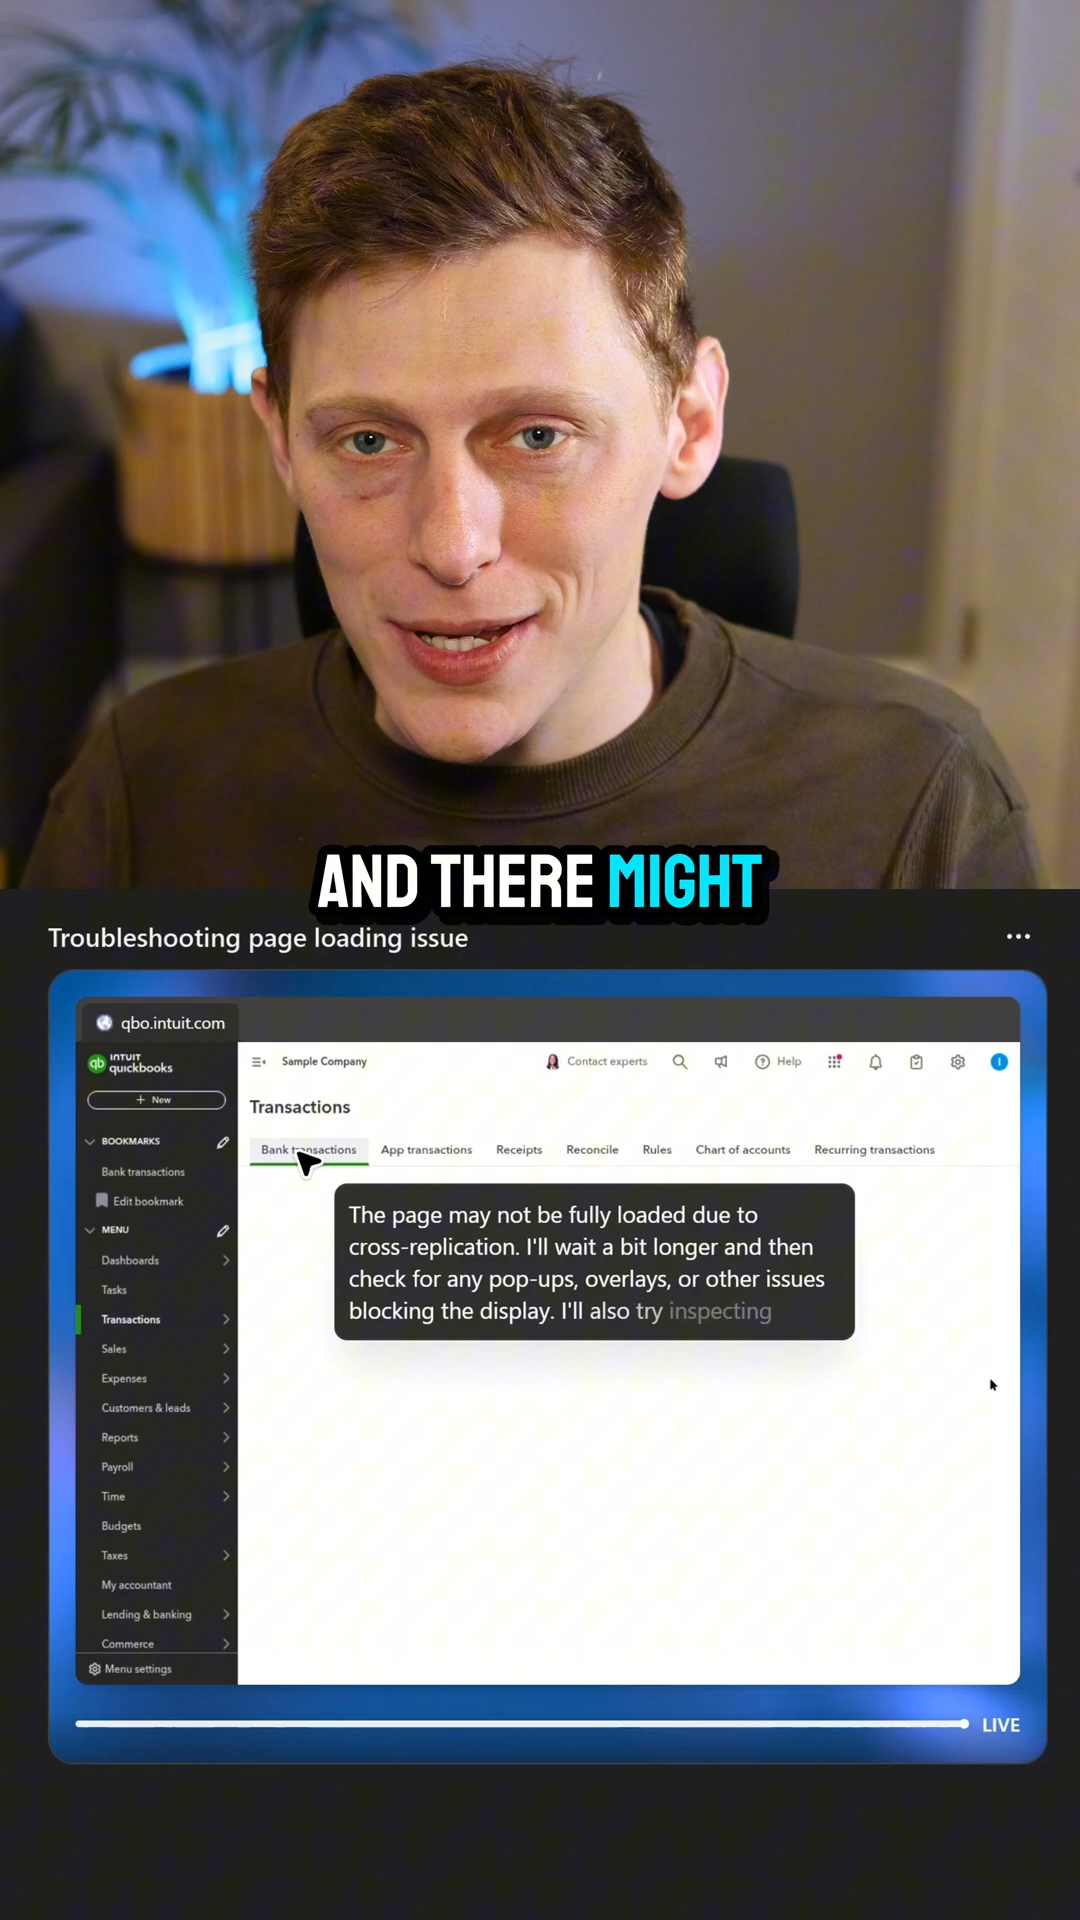 AND THERE MIGHT
Troubleshooting page loading issue
qbo.intuit.com
qb INTUIT quickbooks
Sample Company
Contact experts
Help
I
+ New
Transactions
BOOKMARKS
Bank transactions App transactions Receipts Reconcile Rules Chart of accounts Recurring transactions
Bank transactions
Edit bookmark
MENU
Dashboards
Tasks
Transactions
Sales
Expenses
Customers & leads
Reports
Payroll
Time
Budgets
Taxes
My accountant
Lending & banking
Commerce
Menu settings
The page may not be fully loaded due to
cross-replication. I'll wait a bit longer and then
check for any pop-ups, overlays, or other issues
blocking the display. I'll also try inspecting
LIVE